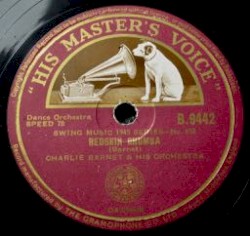 "HIS MASTER'S VOICE"
Dance Orchestra
SPEED 78
B.9442
SWING MUSIC 1945 SERIES—No.
REDSKIN RHUMBA
(Barnet)
CHARLIE BARNET & HIS ORCHESTRA
THE GRAMOPHONE CO. LTD.